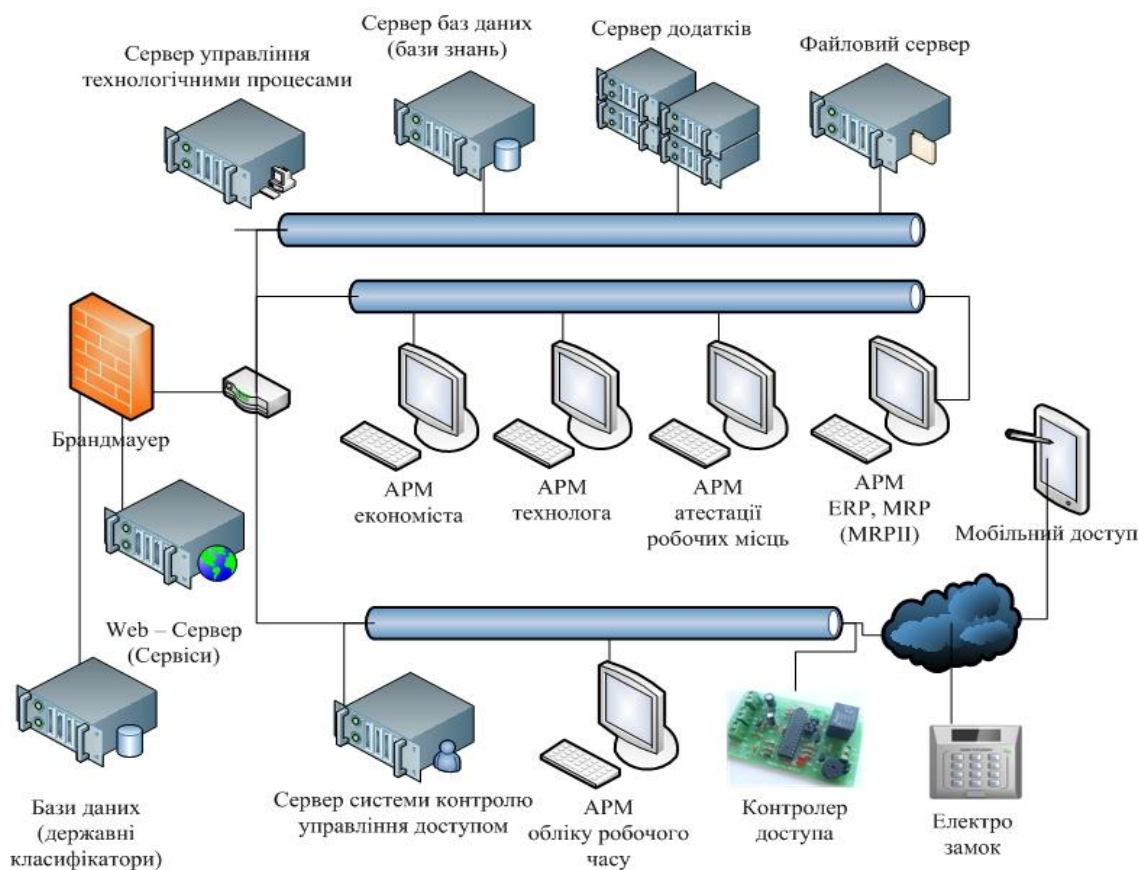 Сервер управління
технологічними процесами
Сервер баз даних
(бази знань)
Сервер додатків
Файловий сервер
Брандмауер
АРМ
економіста
АРМ
технолога
АРМ
атестації
робочих місць
АРМ
ERP, MRP
(MRPII)
Мобільний доступ
Web – Сервер
(Сервіси)
Бази даних
(державні
класифікатори)
Сервер системи контролю
управління доступом
АРМ
обліку робочого
часу
Контролер
доступа
Електро
замок